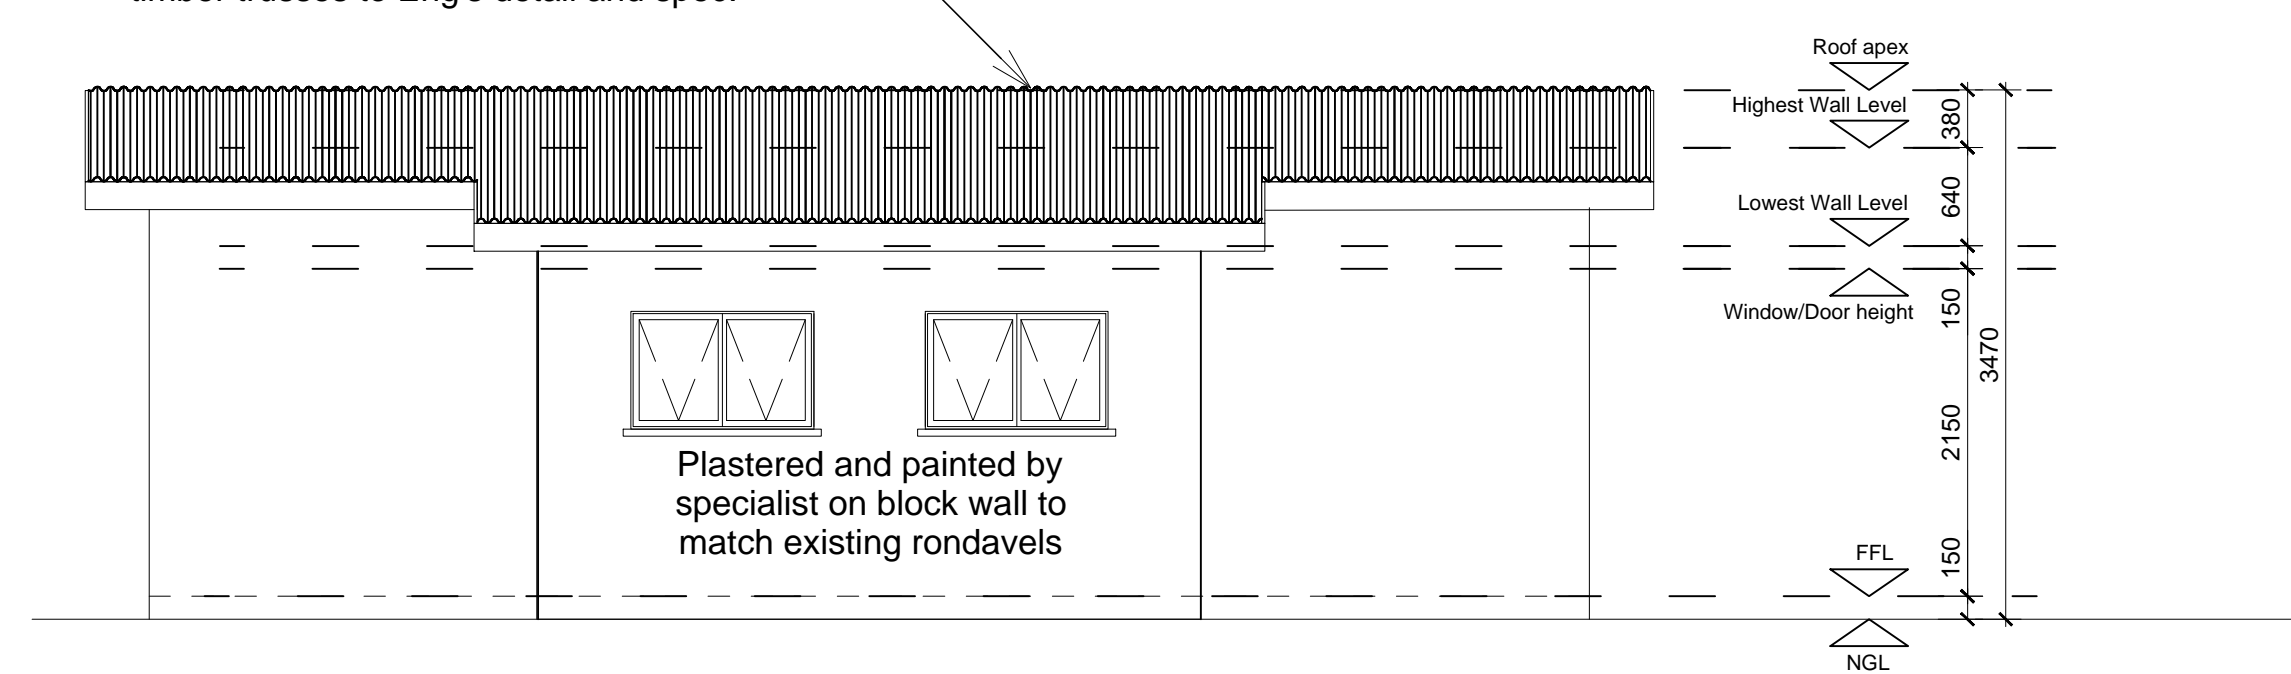 timber trusses to Eng's detail and spec.
Roof apex
Highest Wall Level
380
640
Lowest Wall Level
Window/Door height
150
3470
2150
Plastered and painted by
specialist on block wall to
match existing rondavels
FFL
150
NGL